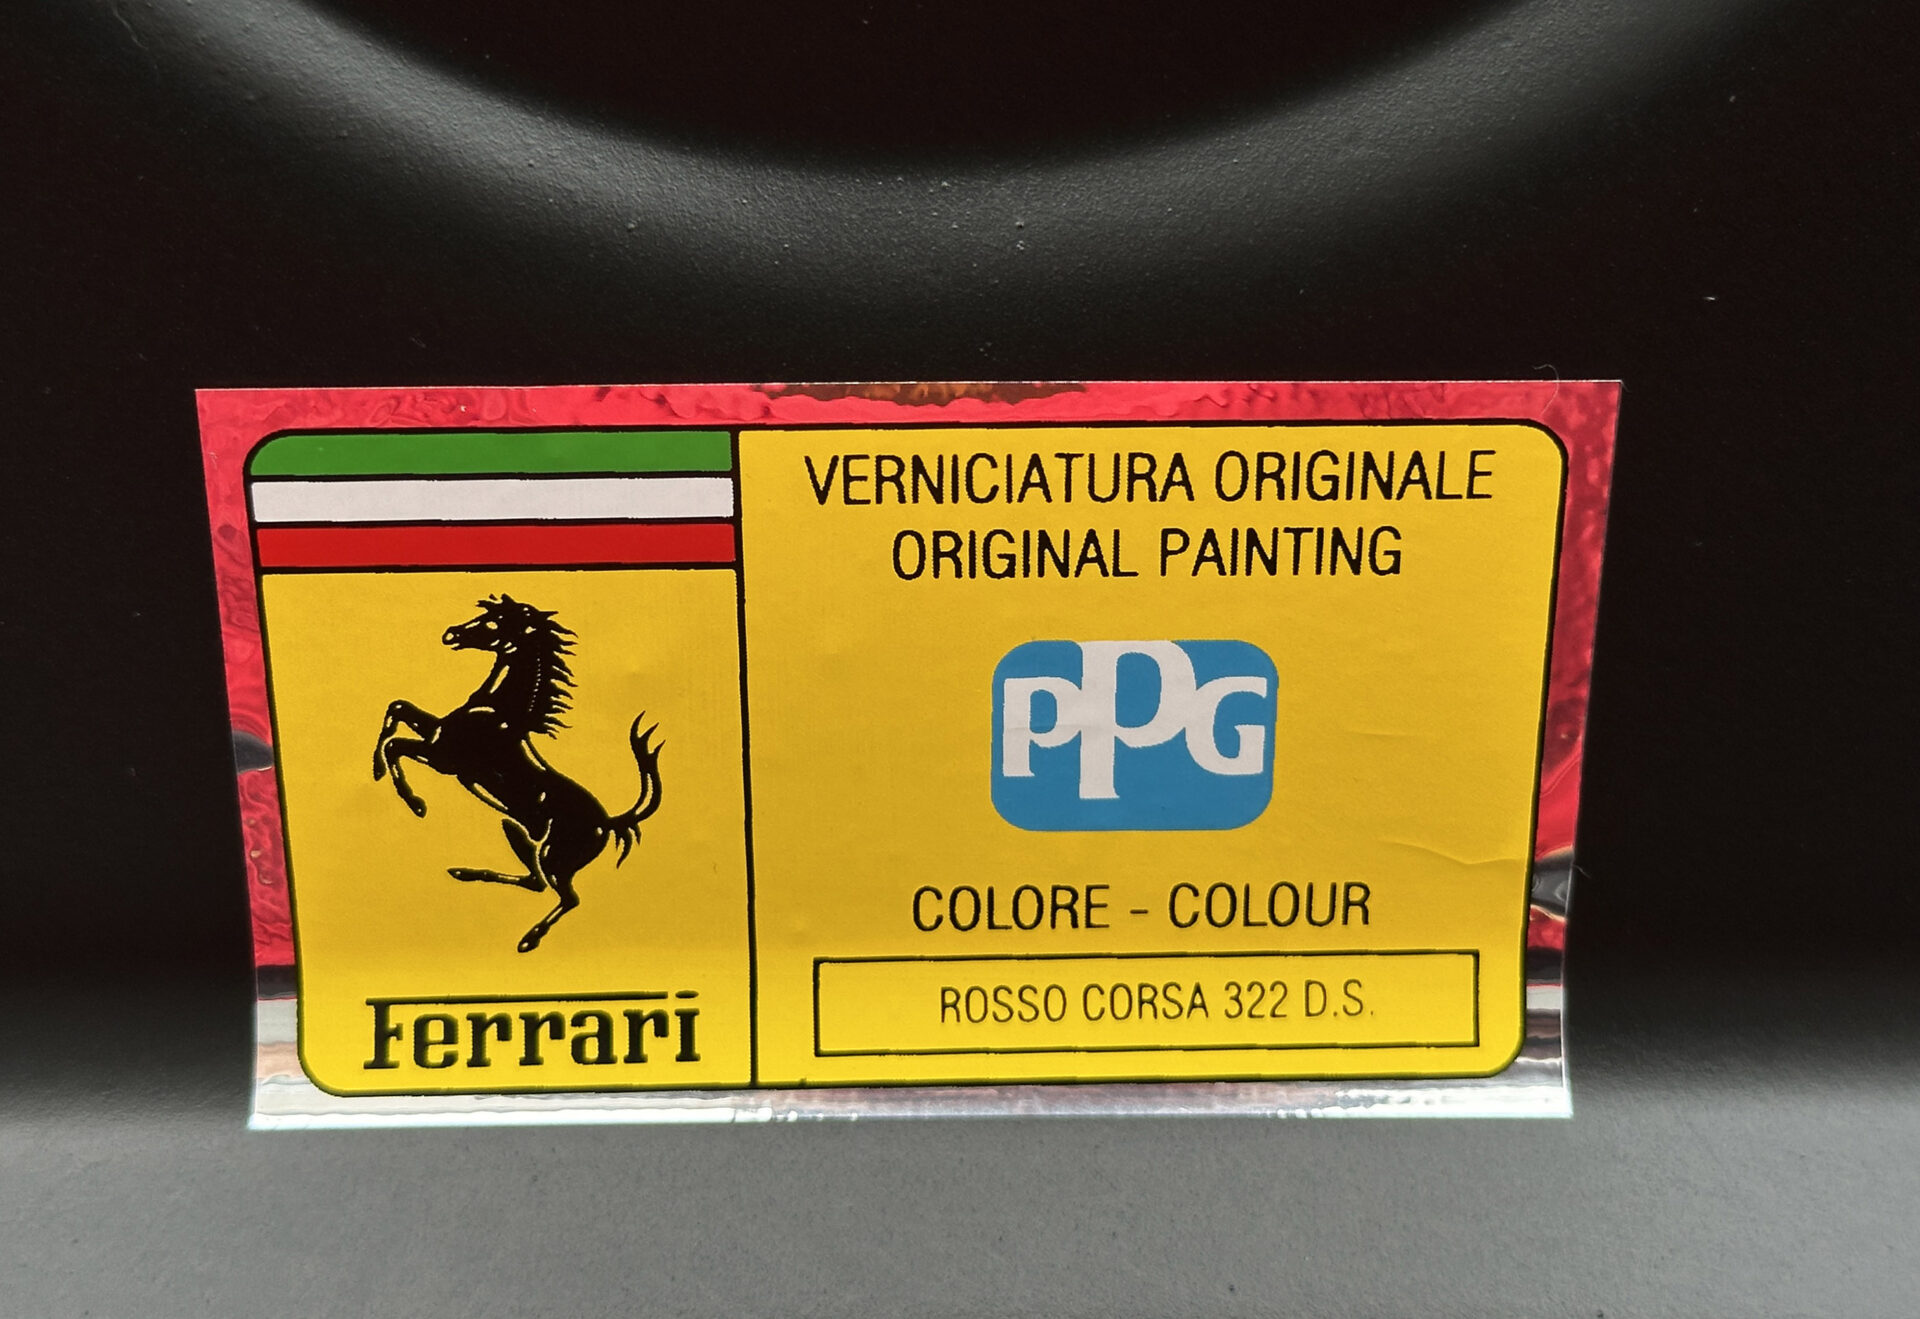 VERNICIATURA ORIGINALE
ORIGINAL PAINTING
PPG
COLORE - COLOUR
ROSSO CORSA 322 D.S.
Ferrari